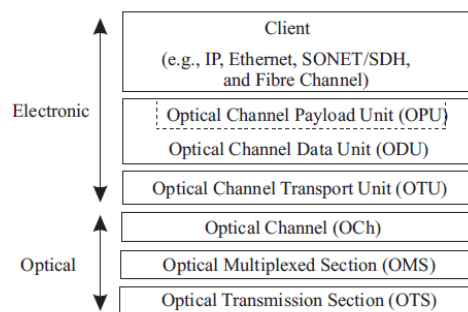 Client
(e.g., IP, Ethernet, SONET/SDH,
and Fibre Channel)
Electronic
Optical Channel Payload Unit (OPU)
Optical Channel Data Unit (ODU)
Optical Channel Transport Unit (OTU)
Optical Channel (OCh)
Optical
Optical Multiplexed Section (OMS)
Optical Transmission Section (OTS)